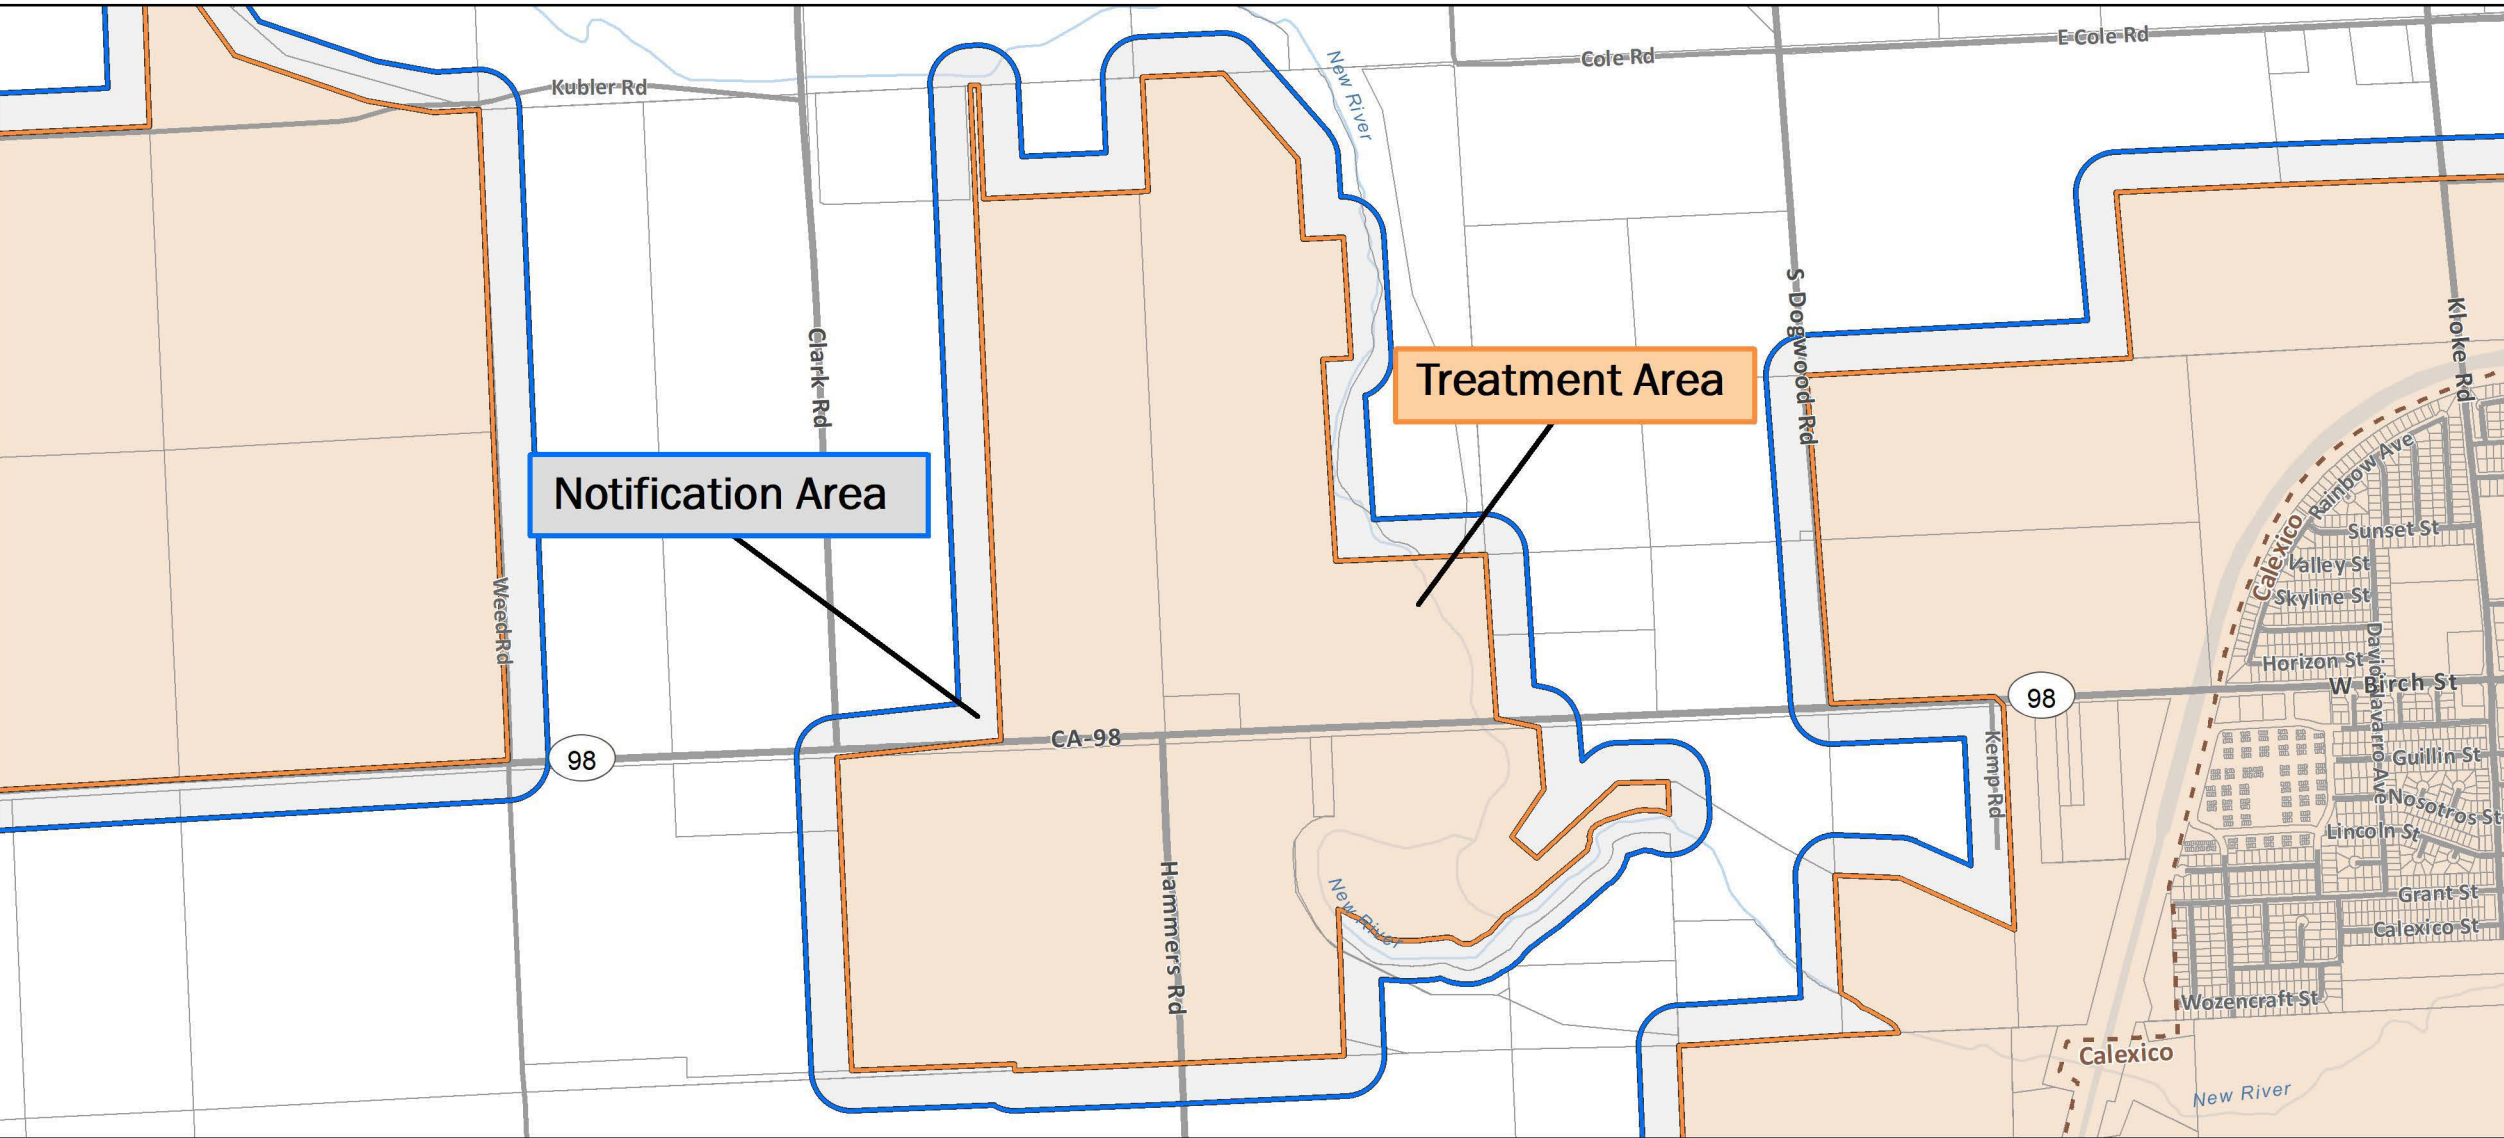 E Cole Rd
Cole Rd
Kubler Rd
New River
S Dogwood Rd
Kloke Rd
Clark Rd
Treatment Area
Notification Area
Rainbow Ave
Calexico
Sunset St
Valley St
Skyline St
Weed Rd
David Navarro Ave
Horizon St
W Birch St
98
CA-98
98
Kemp Rd
Guillin St
Nosotros St
Lincoln St
Hammers Rd
New River
Grant St
Calexico St
Wozencraft St
Calexico
New River